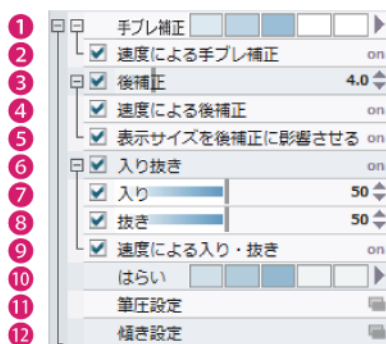 1 手ブレ補正
2 速度による手ブレ補正 on
3 後補正 4.0
4 速度による後補正 on
5 表示サイズを後補正に影響させる on
6 入り抜き
7 入り 50
8 抜き 50
9 速度による入り・抜き on
10 はらい
11 筆圧設定
12 傾き設定